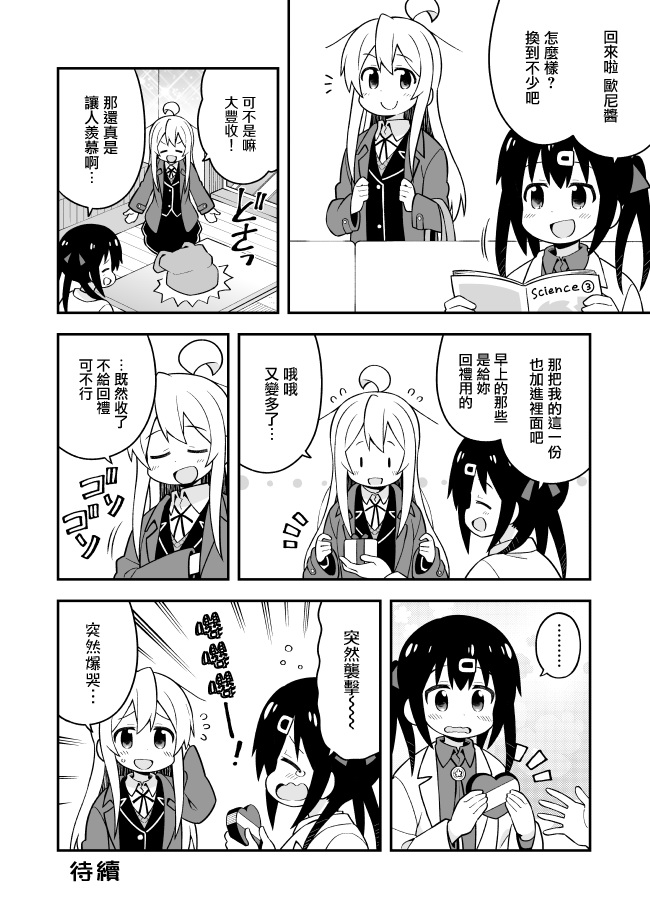 回來啦 歐尼醬
怎麼樣？
換到不少吧
Science③
可不是嘛
大豐收！
那還真是
讓人羨慕啊…
どさっ
那把我的這一份
也加進裡面吧
早上的那些
是給妳
回禮用的
哦哦
又變多了…
…既然收了
不給回禮
可不行
ゴソ
ゴソ
………
突然襲擊~~~
嗚嗚嗚—！
突然爆哭…
待續